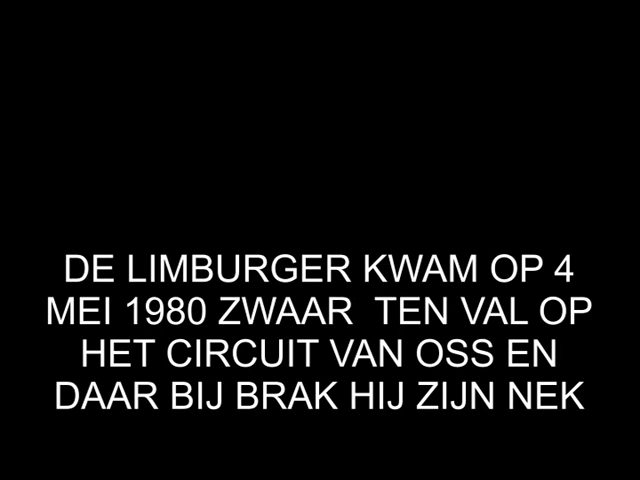 DE LIMBURGER KWAM OP 4
MEI 1980 ZWAAR  TEN VAL OP
HET CIRCUIT VAN OSS EN
DAAR BIJ BRAK HIJ ZIJN NEK